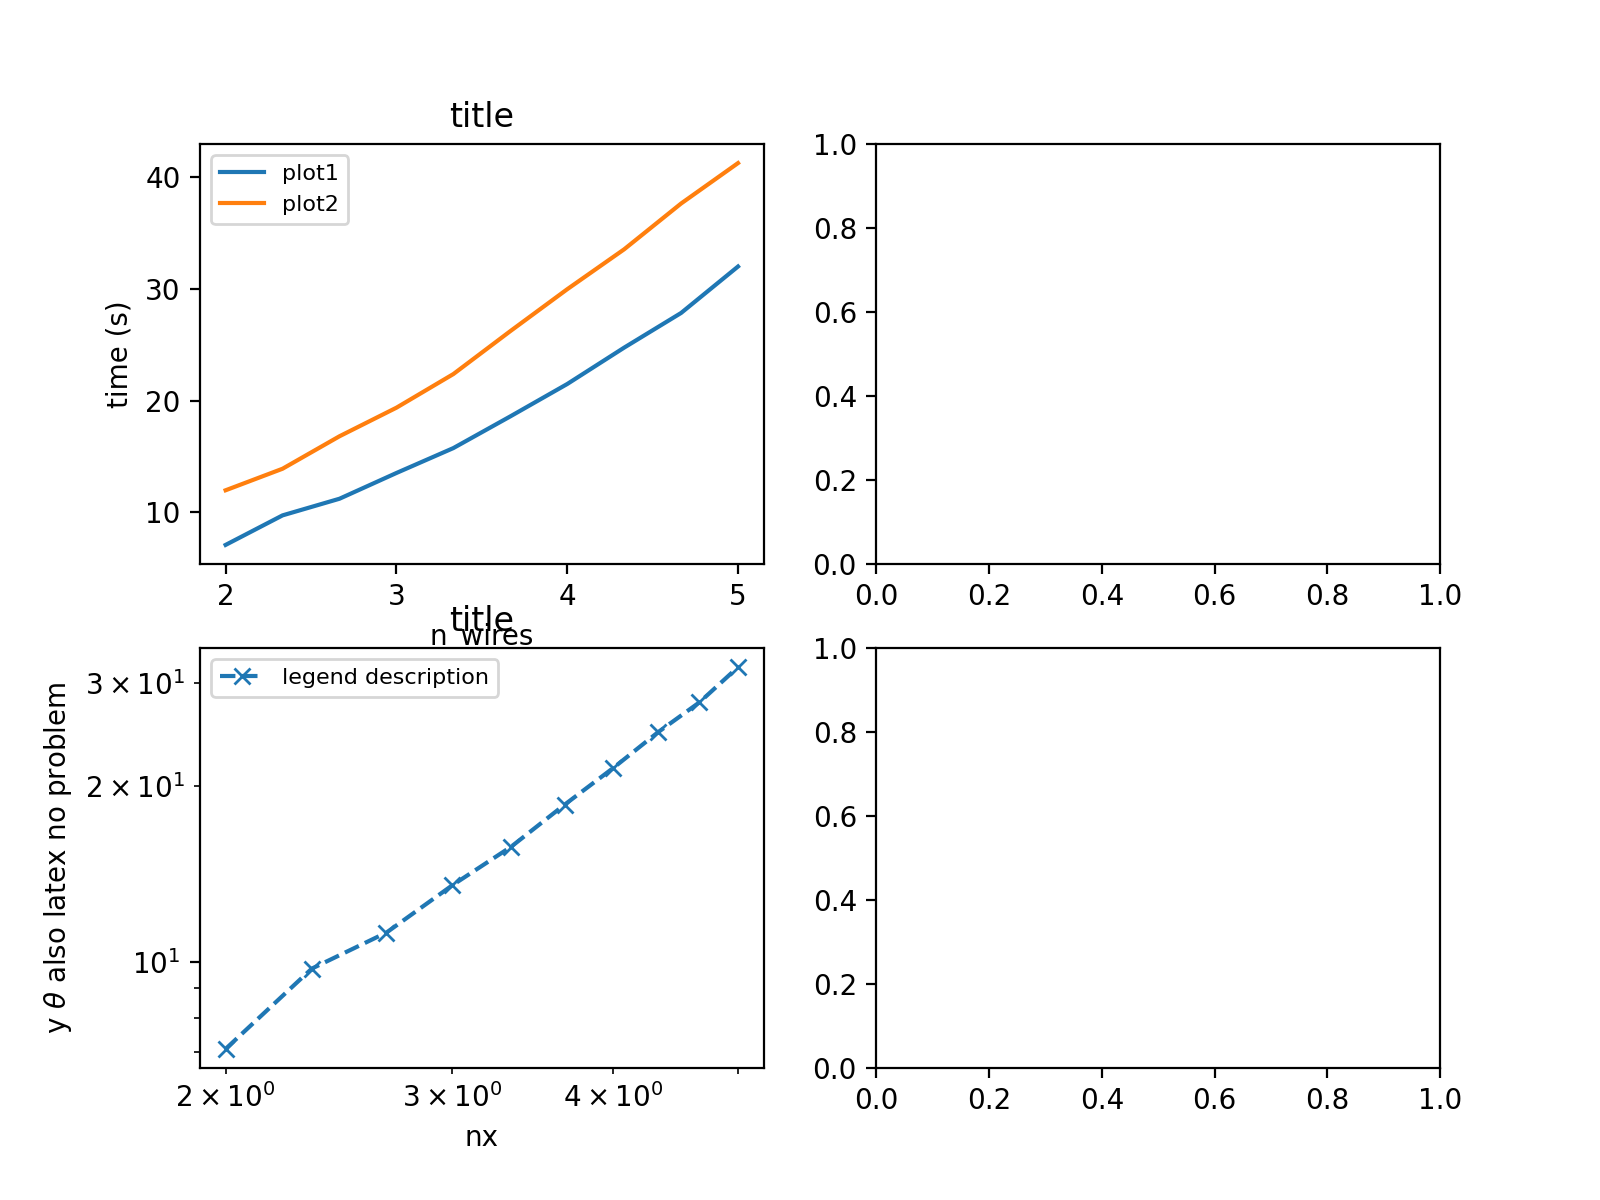 title
plot1
plot2
40
30
20
10
time (s)
2 3 4 5
n wires
1.0
0.8
0.6
0.4
0.2
0.0
0.0 0.2 0.4 0.6 0.8 1.0
title
legend description
3 × 10¹
2 × 10¹
10¹
y θ also latex no problem
2 × 10⁰ 3 × 10⁰ 4 × 10⁰
nx
1.0
0.8
0.6
0.4
0.2
0.0
0.0 0.2 0.4 0.6 0.8 1.0